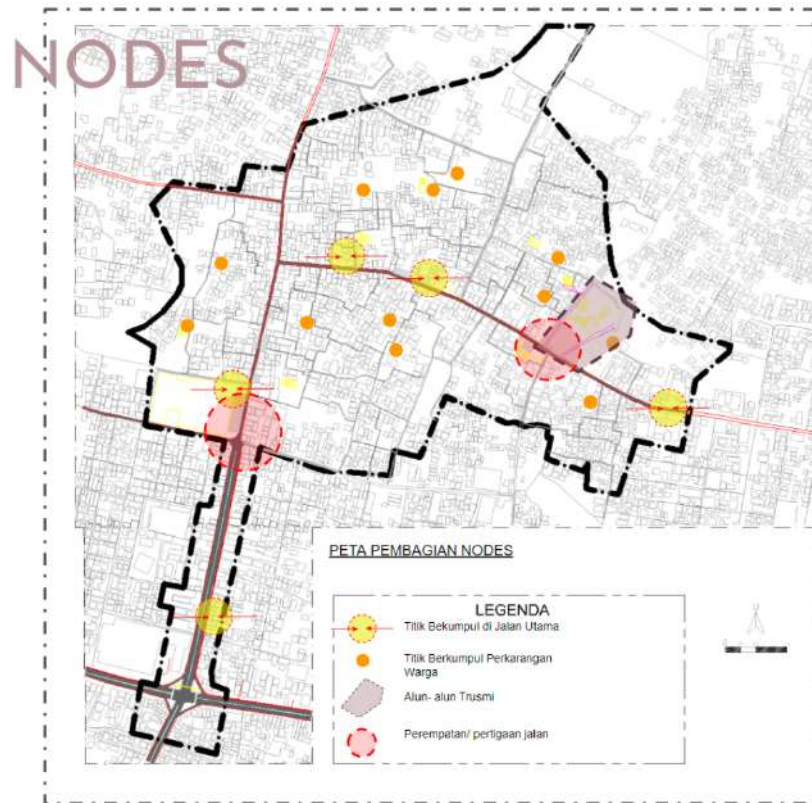 NODES
PETA PEMBAGIAN NODES
LEGENDA
Titik Bekumpul di Jalan Utama
Titik Berkumpul Perkarangan
Warga
Alun- alun Trusmi
Perempatan/ pertigaan jalan